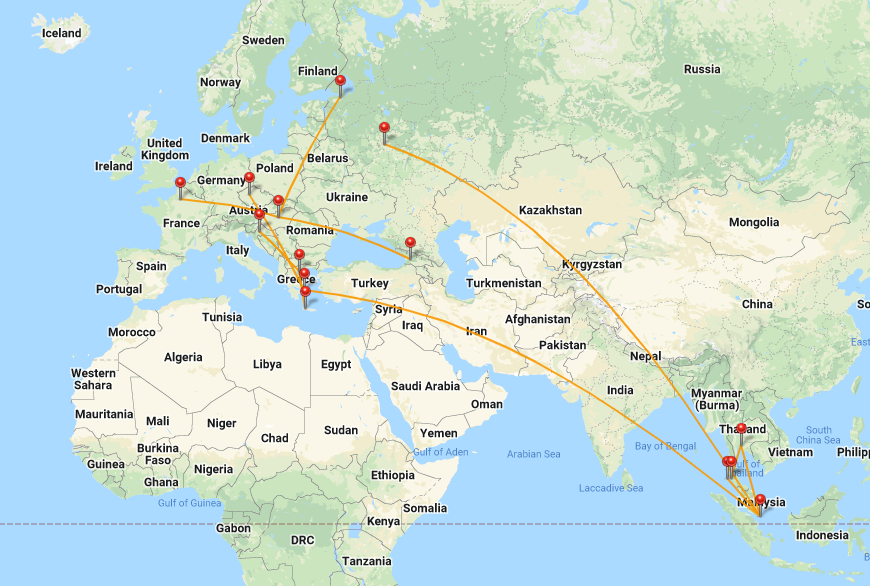 Iceland
Sweden
Finland
Russia
Norway
United
Kingdom
Denmark
Ireland
Belarus
Poland
Germany
Ukraine
Kazakhstan
Austria
France
Mongolia
Romania
Italy
Kyrgyzstan
Spain
Greece
Turkey
Turkmenistan
Portugal
China
Syria
Tunisia
Afghanistan
Iraq
Iran
Morocco
Pakistan
Nepal
Algeria
Libya
Egypt
Western
Sahara
Saudi Arabia
India
Myanmar
(Burma)
Oman
Mauritania
Mali
Niger
Sudan
Chad
Yemen
Thailand
South
China Sea
Burkina
Faso
Gulf of Aden
Arabian Sea
Bay of Bengal
Vietnam
Philipp
Guinea
Nigeria
Ethiopia
Gulf of
Thailand
Ghana
Laccadive Sea
Gulf of Guinea
Somalia
Malaysia
Gabon
Kenya
Indonesia
DRC
Tanzania
So
East
B